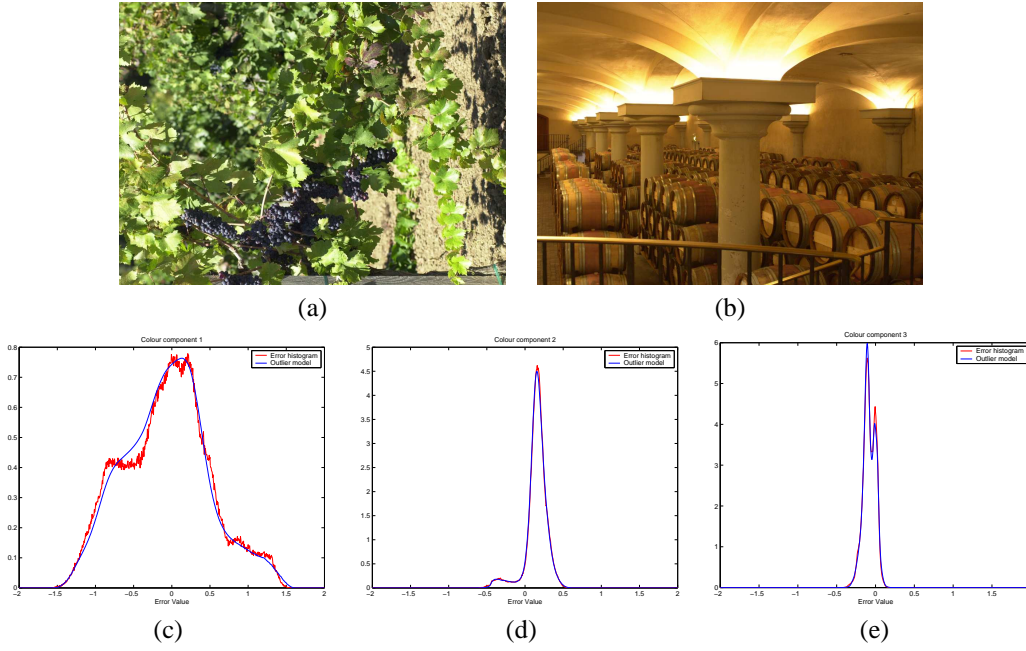 (a)
(b)
Colour component 1
Error histogram
Outlier model
0.8
0.7
0.6
0.5
0.4
0.3
0.2
0.1
0
−2 −1.5 −1 −0.5 0 0.5 1 1.5 2
Error Value
(c)
Colour component 2
Error histogram
Outlier model
5
4.5
4
3.5
3
2.5
2
1.5
1
0.5
0
−2 −1.5 −1 −0.5 0 0.5 1 1.5 2
Error Value
(d)
Colour component 3
Error histogram
Outlier model
6
5
4
3
2
1
0
−2 −1.5 −1 −0.5 0 0.5 1 1.5
Error Value
(e)